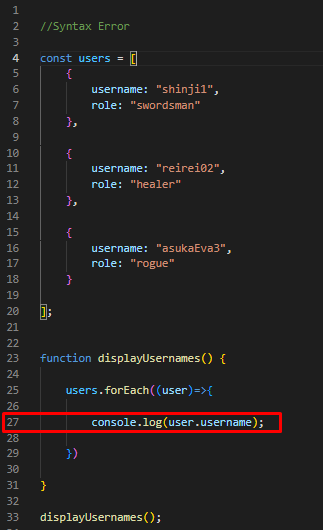 1
2 //Syntax Error
3
4 const users = [
5 {
6 username: "shinji1",
7 role: "swordsman"
8 },
9
10 {
11 username: "reirei02",
12 role: "healer"
13 },
14
15 {
16 username: "asukaEva3",
17 role: "rogue"
18 }
19
20 ];
21
22
23 function displayUsernames() {
24
25 users.forEach((user)=>{
26
27 console.log(user.username);
28
29 })
30
31 }
32
33 displayUsernames();